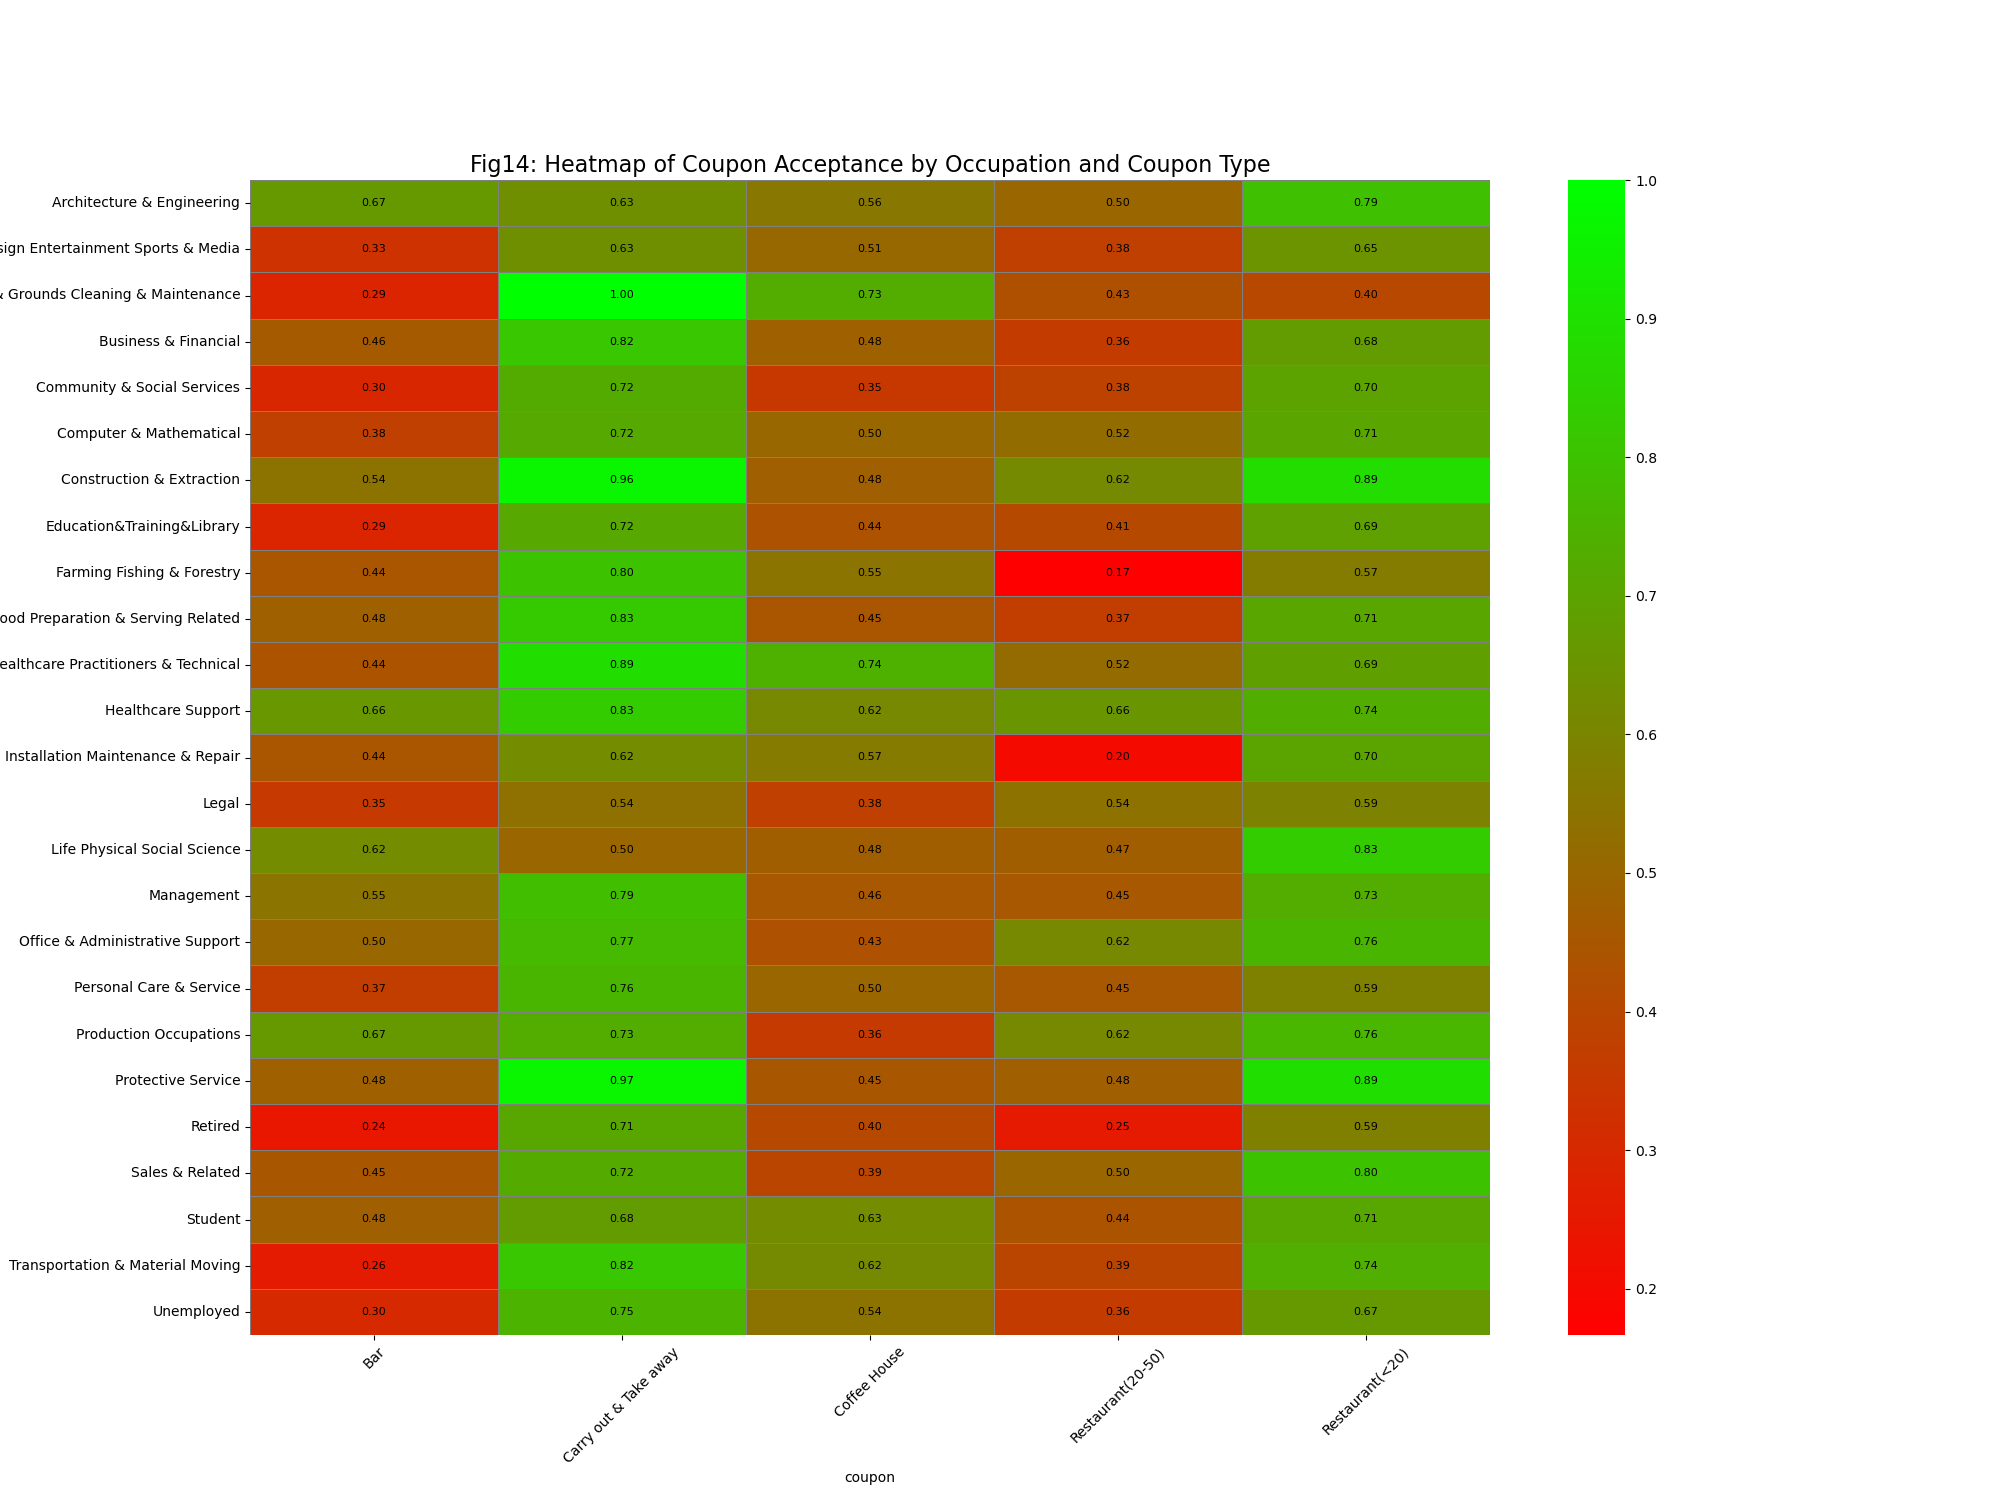 Fig14: Heatmap of Coupon Acceptance by Occupation and Coupon Type
Architecture & Engineering 0.67 0.63 0.56 0.50 0.79
Entertainment Sports & Media 0.33 0.63 0.51 0.38 0.65
& Grounds Cleaning & Maintenance 0.29 1.00 0.73 0.43 0.40
Business & Financial 0.46 0.82 0.48 0.36 0.68
Community & Social Services 0.30 0.72 0.35 0.38 0.70
Computer & Mathematical 0.38 0.72 0.50 0.52 0.71
Construction & Extraction 0.54 0.96 0.48 0.62 0.89
Education&Training&Library 0.29 0.72 0.44 0.41 0.69
Farming Fishing & Forestry 0.44 0.80 0.55 0.17 0.57
Preparation & Serving Related 0.48 0.83 0.45 0.37 0.71
Practitioners & Technical 0.44 0.89 0.74 0.52 0.69
Healthcare Support 0.66 0.83 0.62 0.66 0.74
Installation Maintenance & Repair 0.44 0.62 0.57 0.20 0.70
Legal 0.35 0.54 0.38 0.54 0.59
Life Physical Social Science 0.62 0.50 0.48 0.47 0.83
Management 0.55 0.79 0.46 0.45 0.73
Office & Administrative Support 0.50 0.77 0.43 0.62 0.76
Personal Care & Service 0.37 0.76 0.50 0.45 0.59
Production Occupations 0.67 0.73 0.36 0.62 0.76
Protective Service 0.48 0.97 0.45 0.48 0.89
Retired 0.24 0.71 0.40 0.25 0.59
Sales & Related 0.45 0.72 0.39 0.50 0.80
Student 0.48 0.68 0.63 0.44 0.71
Transportation & Material Moving 0.26 0.82 0.62 0.39 0.74
Unemployed 0.30 0.75 0.54 0.36 0.67
Bar
Carry out & Take away
Coffee House
Restaurant(20-50)
Restaurant(<20)
coupon
1.0
0.9
0.8
0.7
0.6
0.5
0.4
0.3
0.2